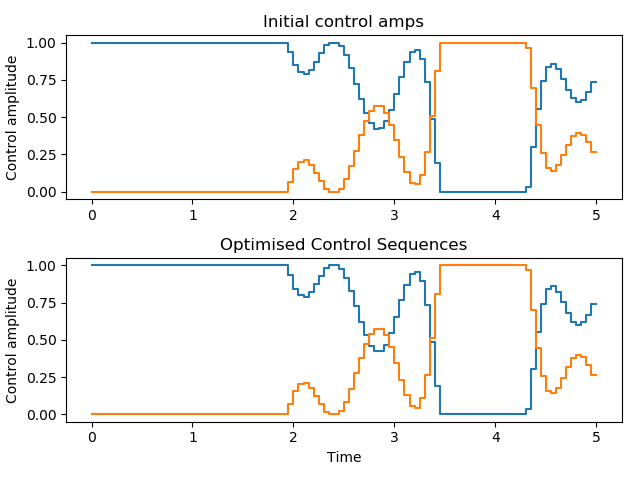 Initial control amps
Control amplitude
1.00
0.75
0.50
0.25
0.00
0 1 2 3 4 5
Optimised Control Sequences
Control amplitude
1.00
0.75
0.50
0.25
0.00
0 1 2 3 4 5
Time